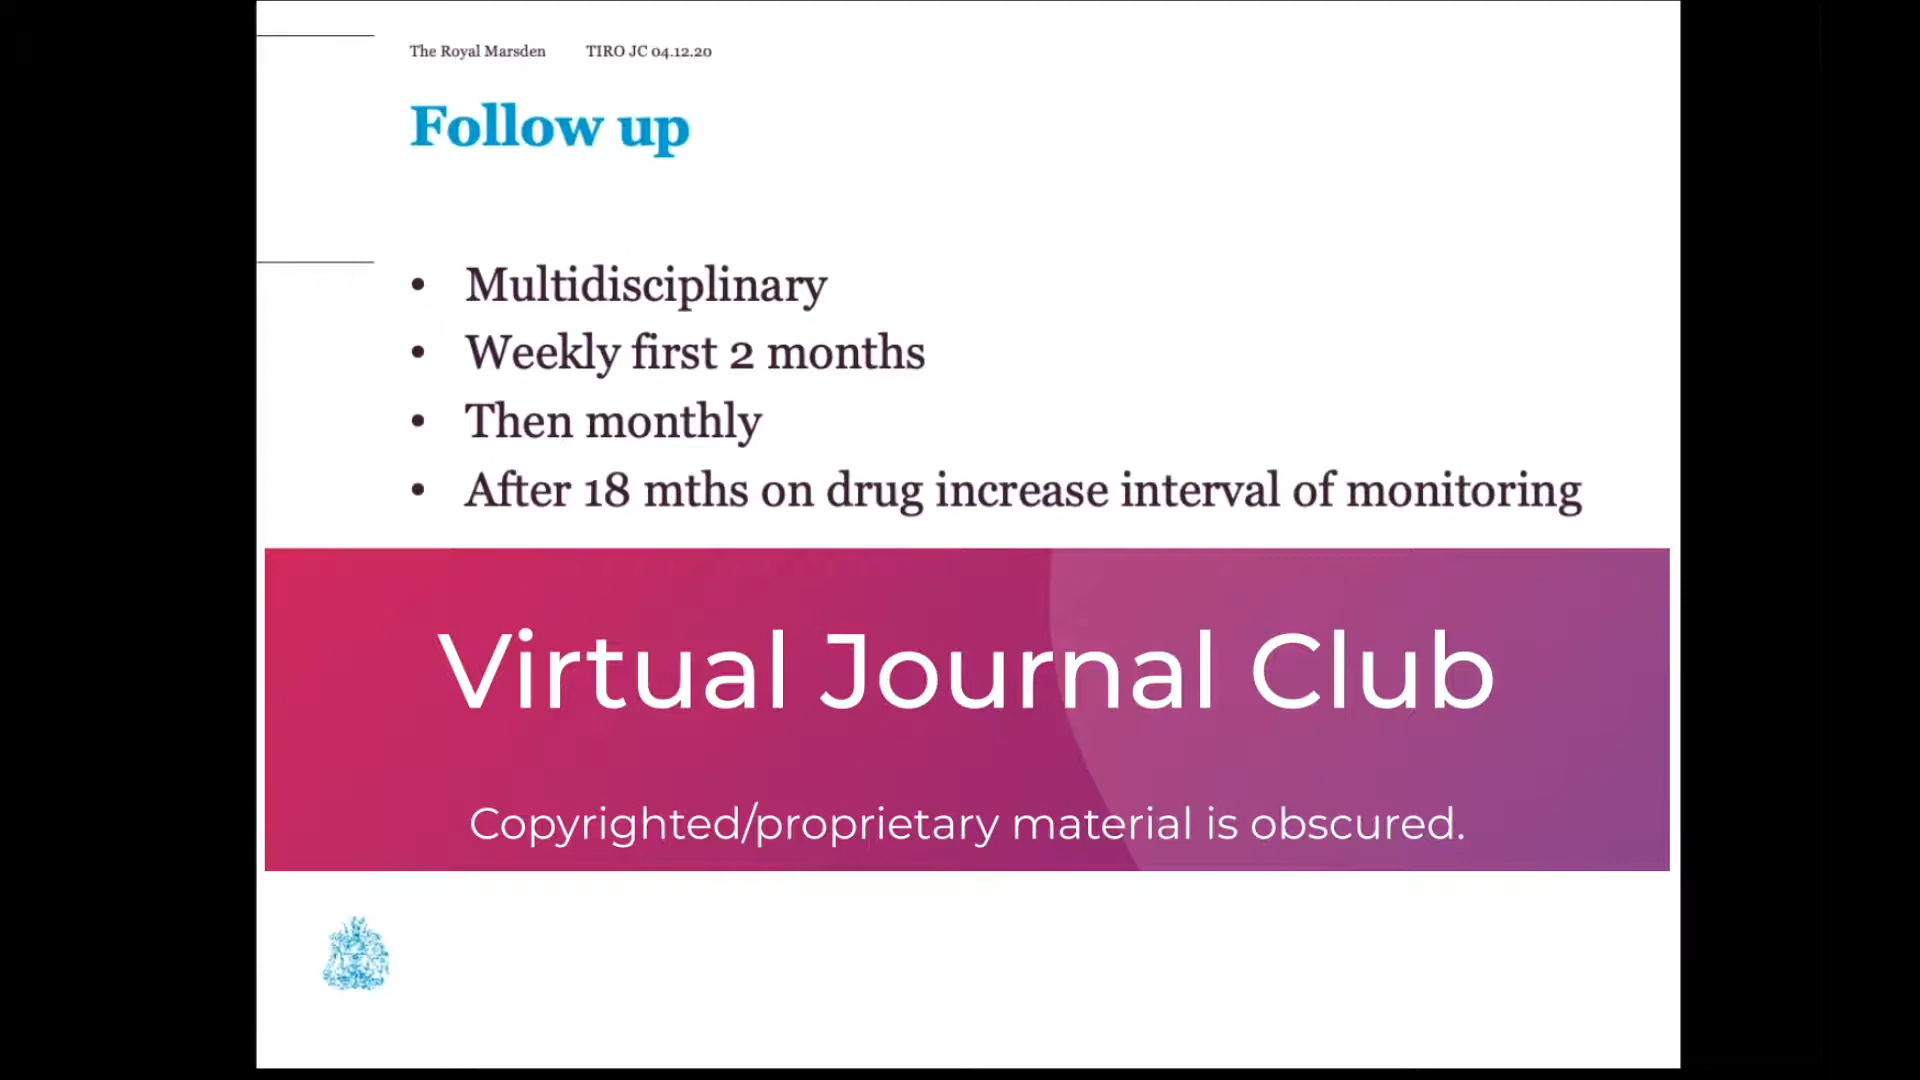 The Royal Marsden TIRO JC 04.12.20
Follow up
• Multidisciplinary
• Weekly first 2 months
• Then monthly
• After 18 mths on drug increase interval of monitoring
Virtual Journal Club
Copyrighted/proprietary material is obscured.